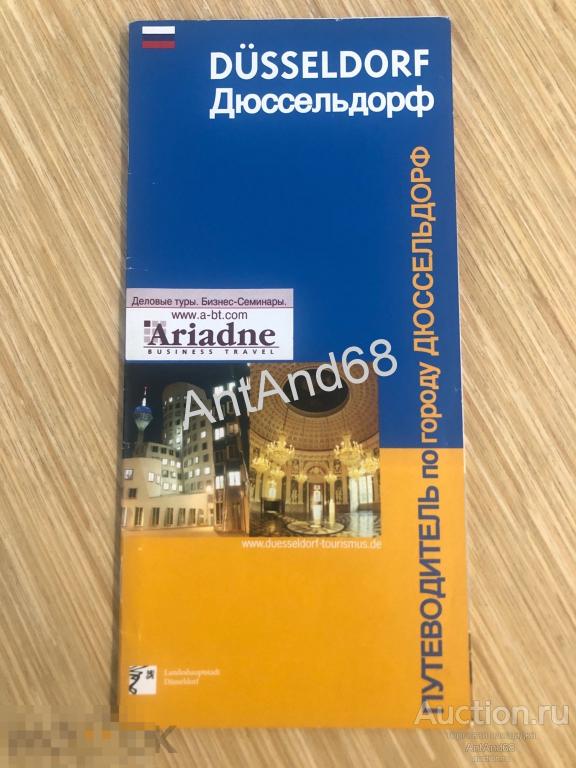 DÜSSELDORF
Дюссельдорф
ПУТЕВОДИТЕЛЬ по городу ДЮССЕЛЬДОРФ
Деловые туры. Бизнес-Семинары.
www.a-bt.com
Ariadne
BUSINESS TRAVEL
AntAnd68
www.duesseldorf-tourismus.de
Landeshauptstadt
Düsseldorf
Auction.ru
AntAnd68